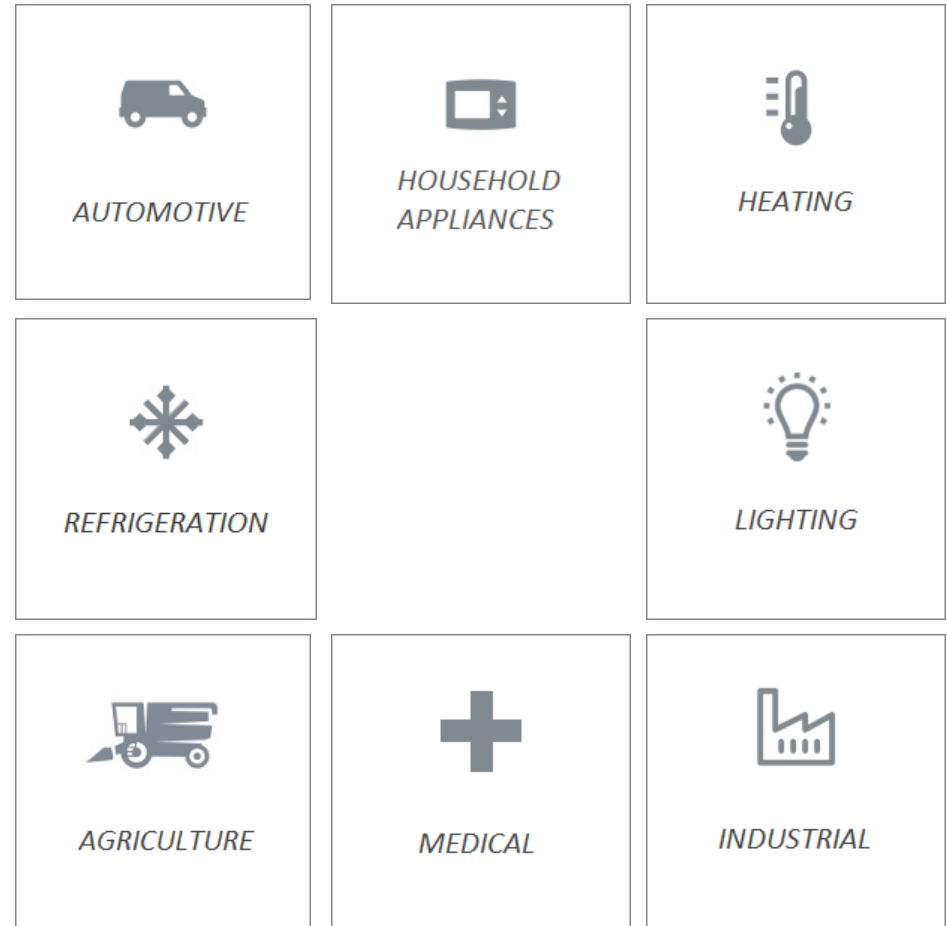 AUTOMOTIVE
HOUSEHOLD
APPLIANCES
HEATING
REFRIGERATION
LIGHTING
AGRICULTURE
MEDICAL
INDUSTRIAL